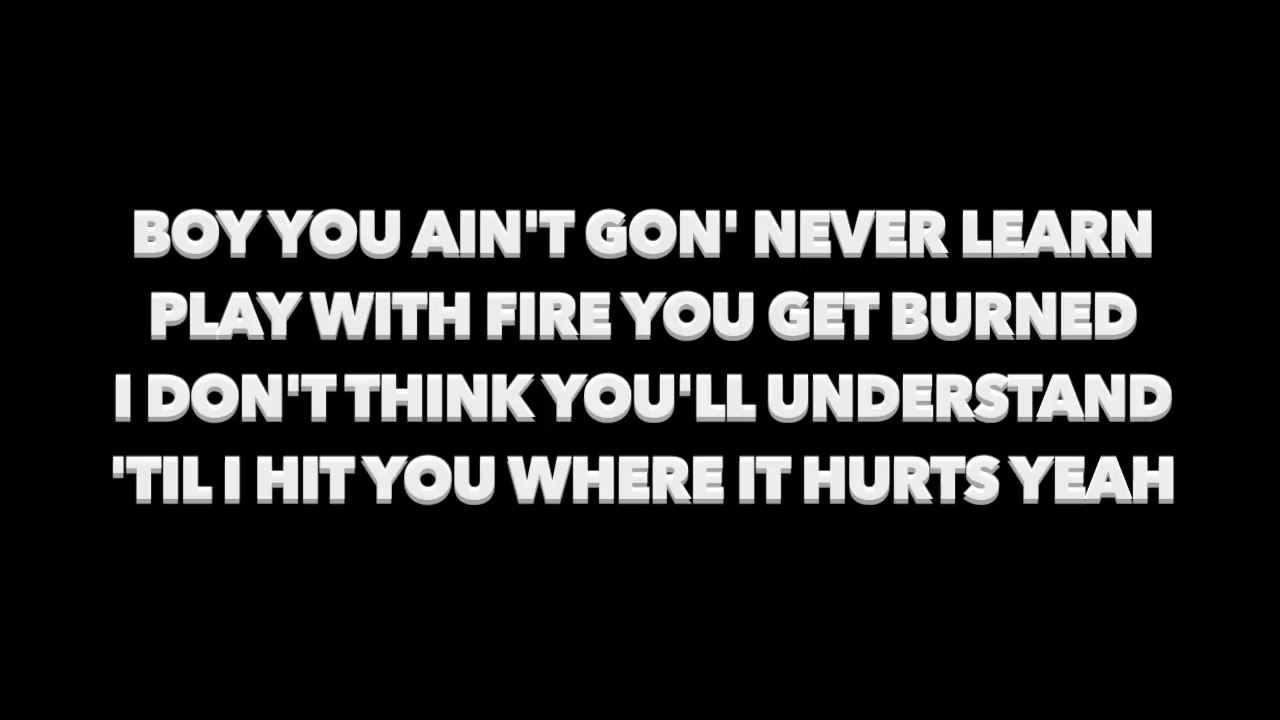 BOY YOU AIN'T GON' NEVER LEARN
PLAY WITH FIRE YOU GET BURNED
I DON'T THINK YOU'LL UNDERSTAND
'TIL I HIT YOU WHERE IT HURTS YEAH